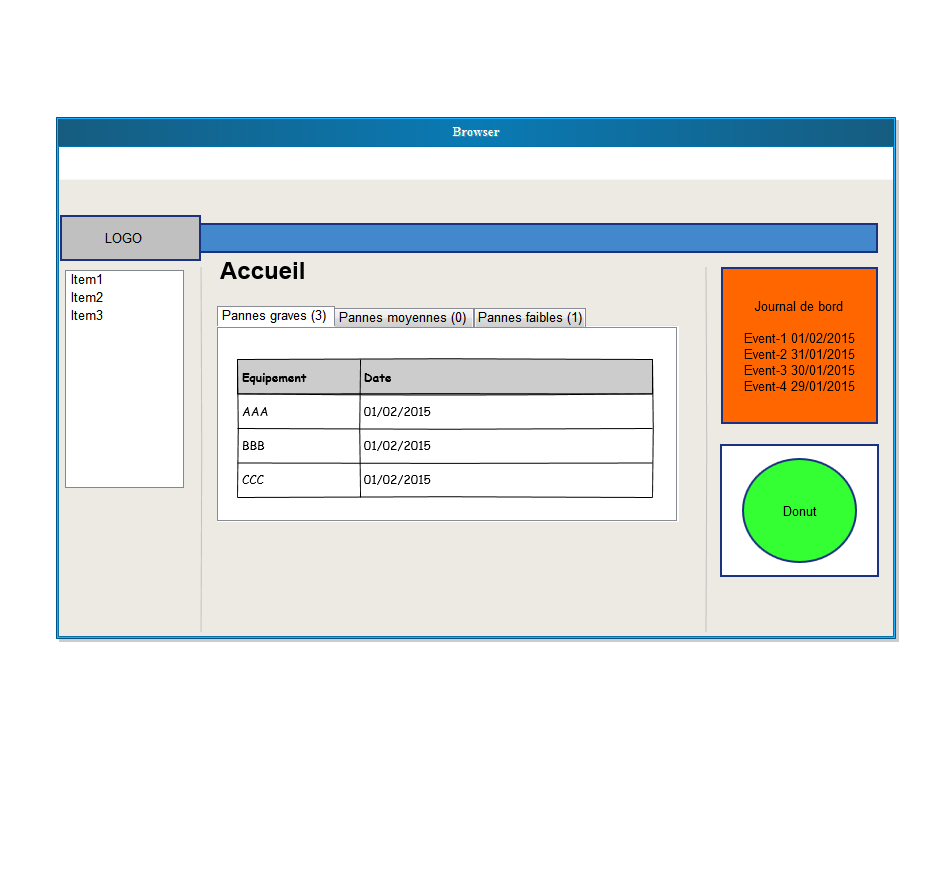 Browser
LOGO
Item1
Item2
Item3
Accueil
Pannes graves (3) Pannes moyennes (0) Pannes faibles (1)
Equipement Date
AAA 01/02/2015
BBB 01/02/2015
CCC 01/02/2015
Journal de bord
Event-1 01/02/2015
Event-2 31/01/2015
Event-3 30/01/2015
Event-4 29/01/2015
Donut